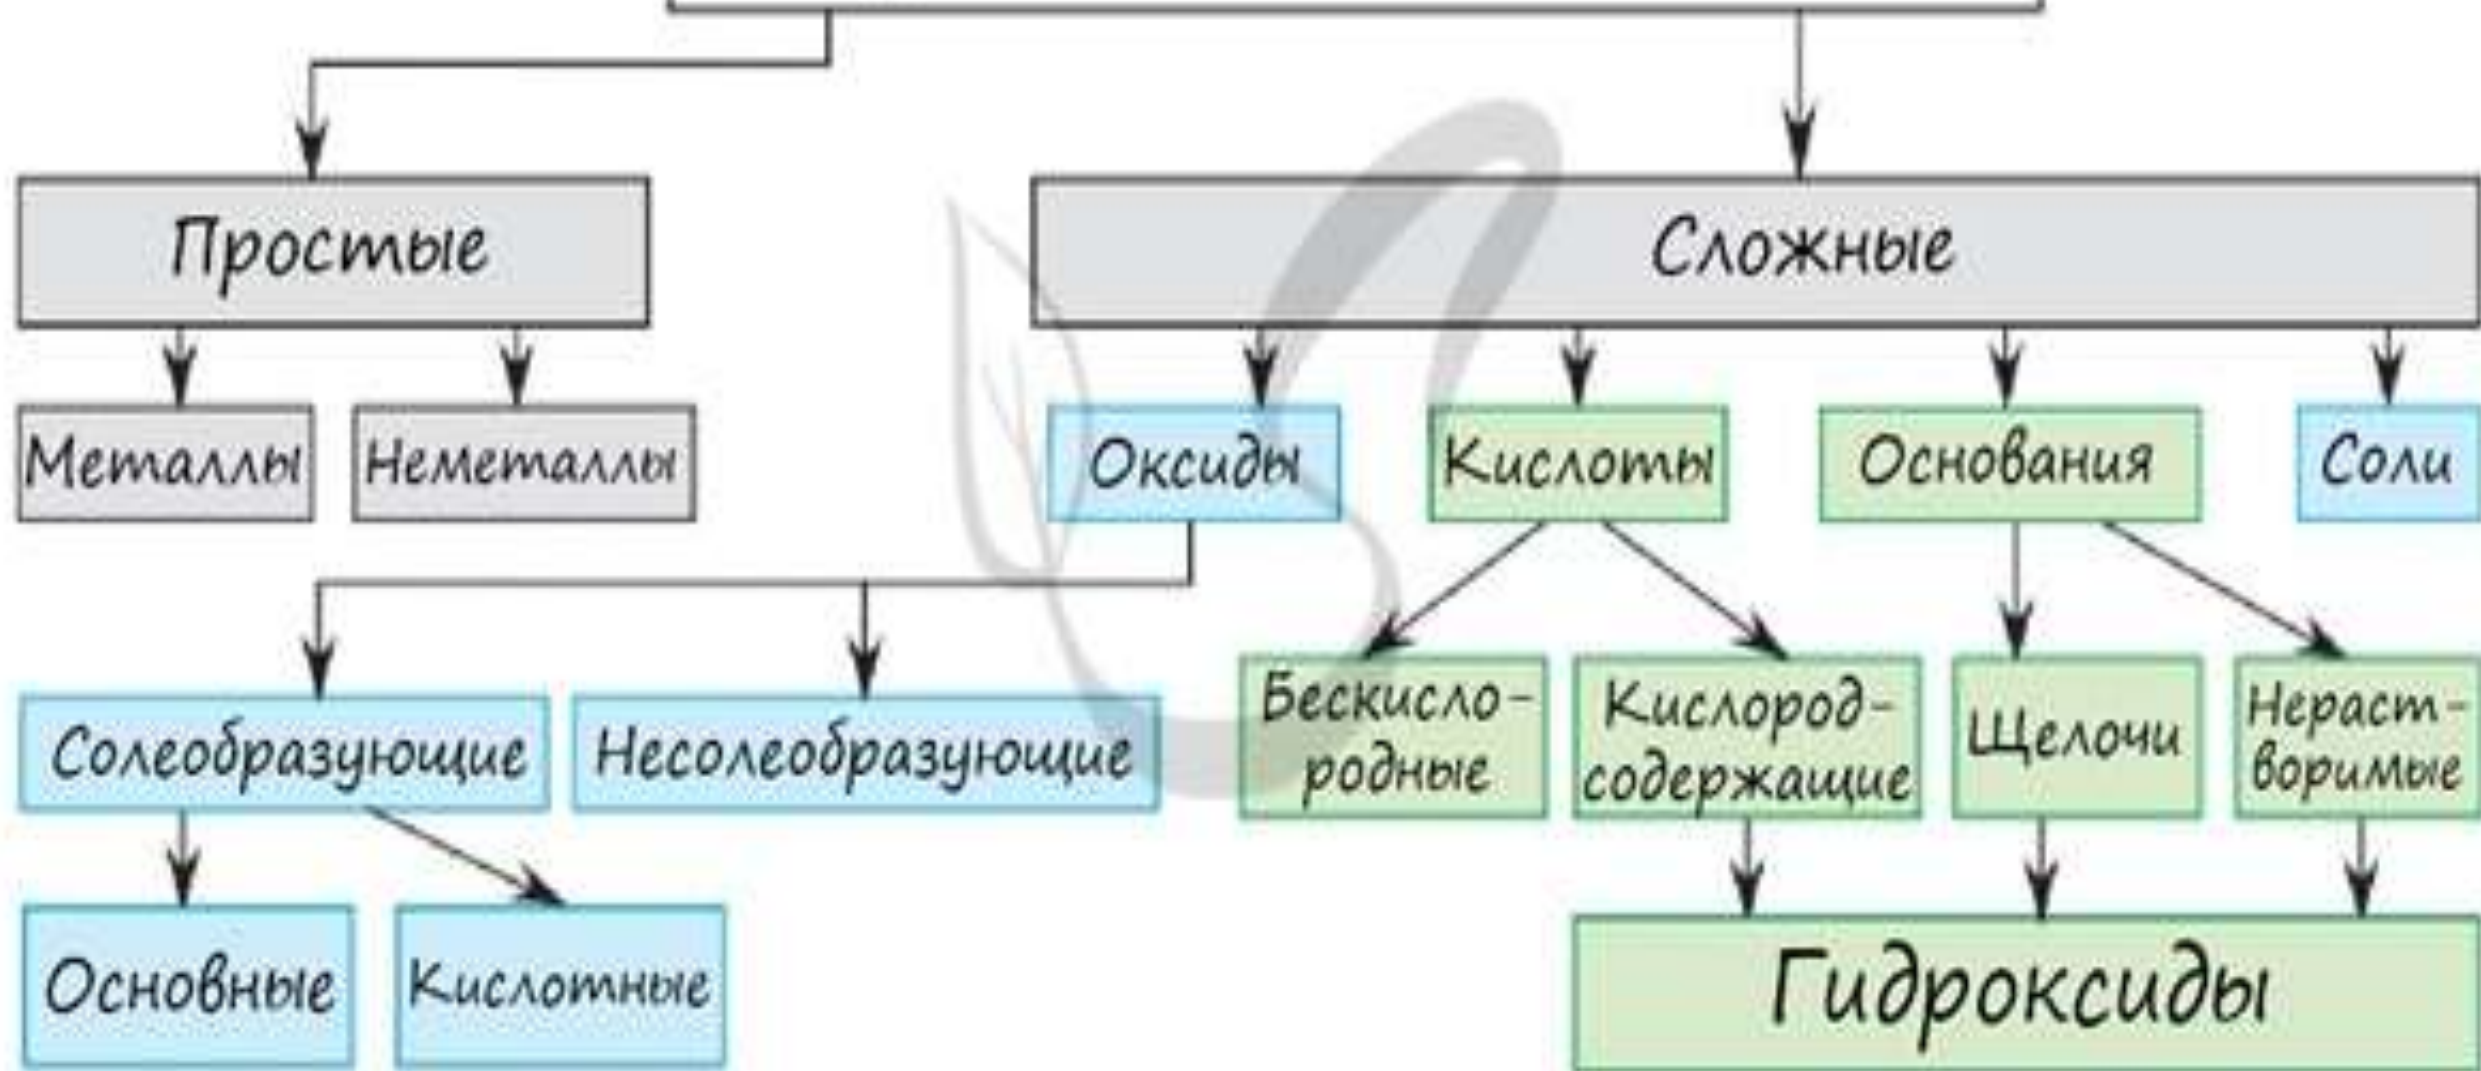 Простые
Сложные
Металлы
Неметаллы
Оксиды
Кислоты
Основания
Соли
Солеобразующие
Несолеобразующие
Бескисло-
родные
Кислород-
содержащие
Щелочи
Нераст-
воримые
Основные
Кислотные
Гидроксиды